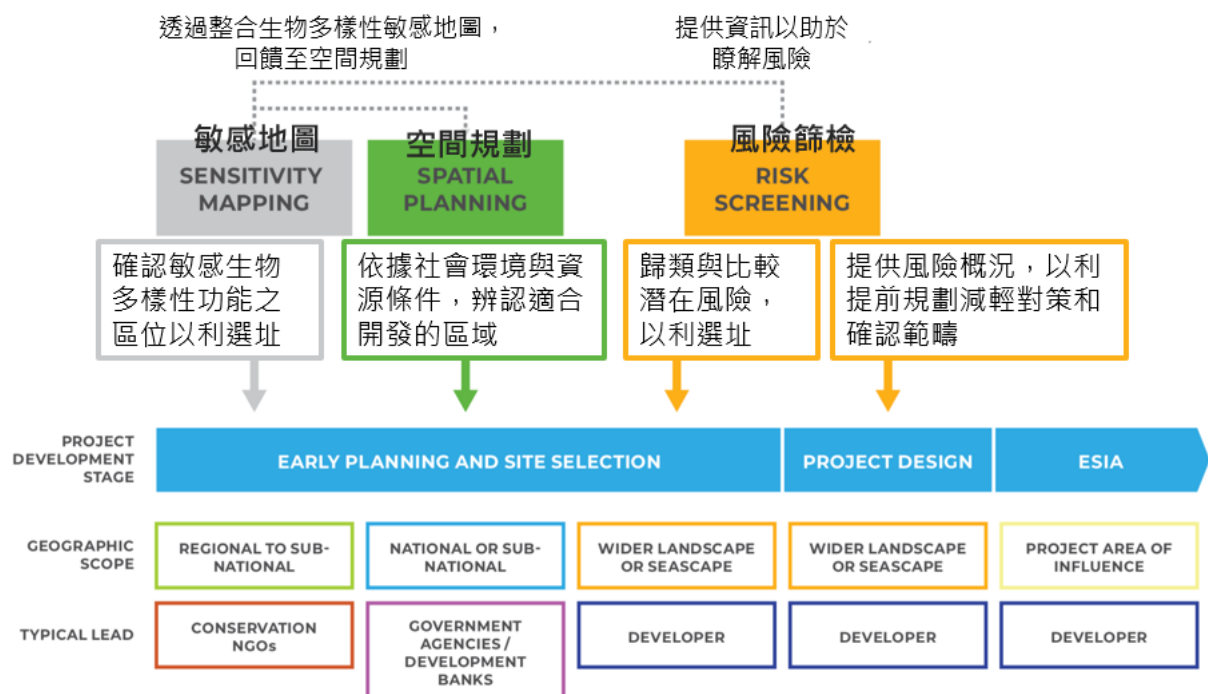 透過整合生物多樣性敏感地圖，
回饋至空間規劃
提供資訊以助於
瞭解風險
敏感地圖
SENSITIVITY
MAPPING
空間規劃
SPATIAL
PLANNING
風險篩檢
RISK
SCREENING
確認敏感生物
多樣性功能之
區位以利選址
依據社會環境與資
源條件，辨認適合
開發的區域
歸類與比較
潛在風險，
以利選址
提供風險概況，以利
提前規劃減輕對策和
確認範疇
PROJECT
DEVELOPMENT
STAGE
EARLY PLANNING AND SITE SELECTION
PROJECT DESIGN
ESIA
GEOGRAPHIC
SCOPE
REGIONAL TO SUB-
NATIONAL
NATIONAL OR SUB-
NATIONAL
WIDER LANDSCAPE
OR SEASCAPE
WIDER LANDSCAPE
OR SEASCAPE
PROJECT AREA OF
INFLUENCE
TYPICAL LEAD
CONSERVATION
NGOs
GOVERNMENT
AGENCIES /
DEVELOPMENT
BANKS
DEVELOPER
DEVELOPER
DEVELOPER